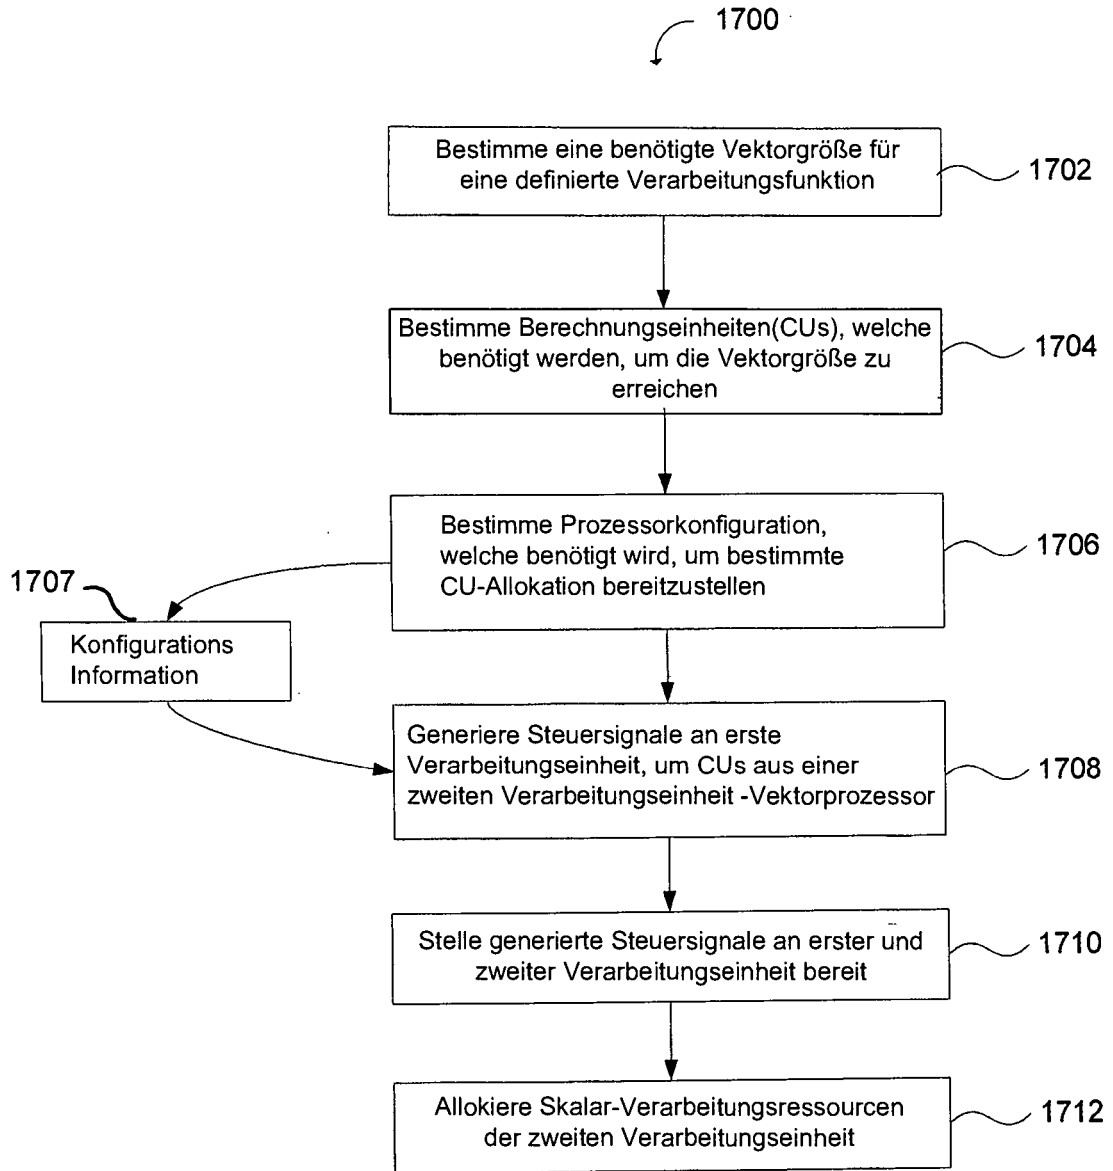 1700
Bestimme eine benötigte Vektorgröße für
eine definierte Verarbeitungsfunktion
1702
Bestimme Berechnungseinheiten(CUs), welche
benötigt werden, um die Vektorgröße zu
erreichen
1704
Bestimme Prozessorkonfiguration,
welche benötigt wird, um bestimmte
CU-Allokation bereitzustellen
1706
1707
Konfigurations
Information
Generiere Steuersignale an erste
Verarbeitungseinheit, um CUs aus einer
zweiten Verarbeitungseinheit -Vektorprozessor
1708
Stelle generierte Steuersignale an erster und
zweiter Verarbeitungseinheit bereit
1710
Allokiere Skalar-Verarbeitungsressourcen
der zweiten Verarbeitungseinheit
1712